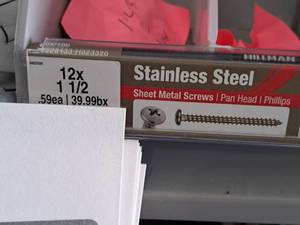 HILLMAN
12x
1 1/2
.59ea | 39.99bx
Stainless Steel
Sheet Metal Screws | Pan Head | Phillips